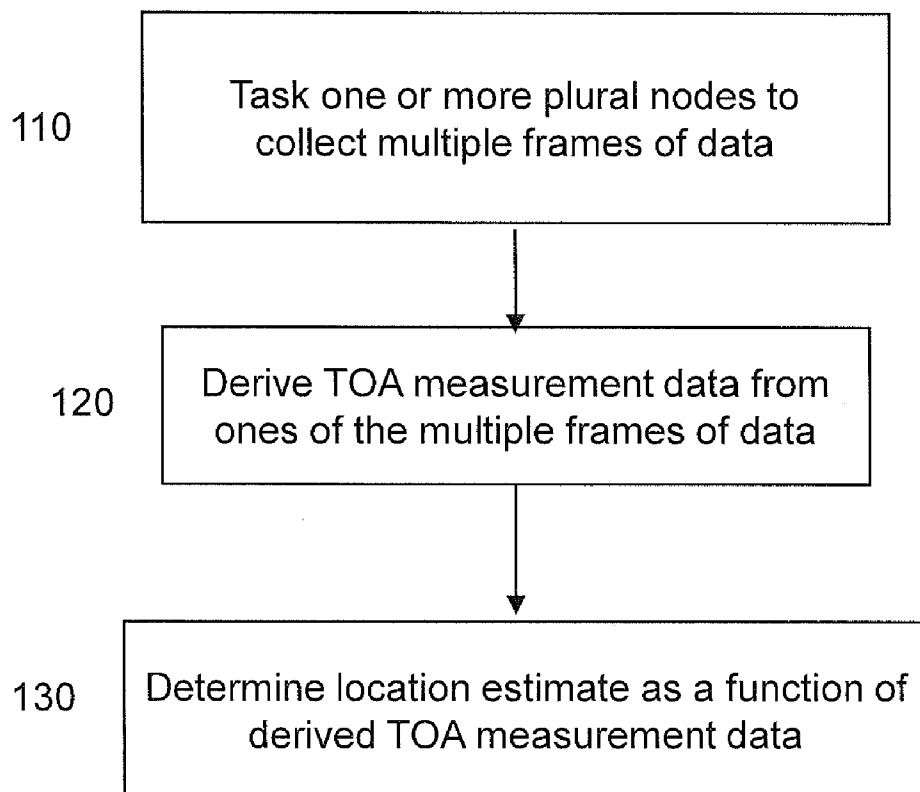 110
Task one or more plural nodes to
collect multiple frames of data
120
Derive TOA measurement data from
ones of the multiple frames of data
130
Determine location estimate as a function of
derived TOA measurement data